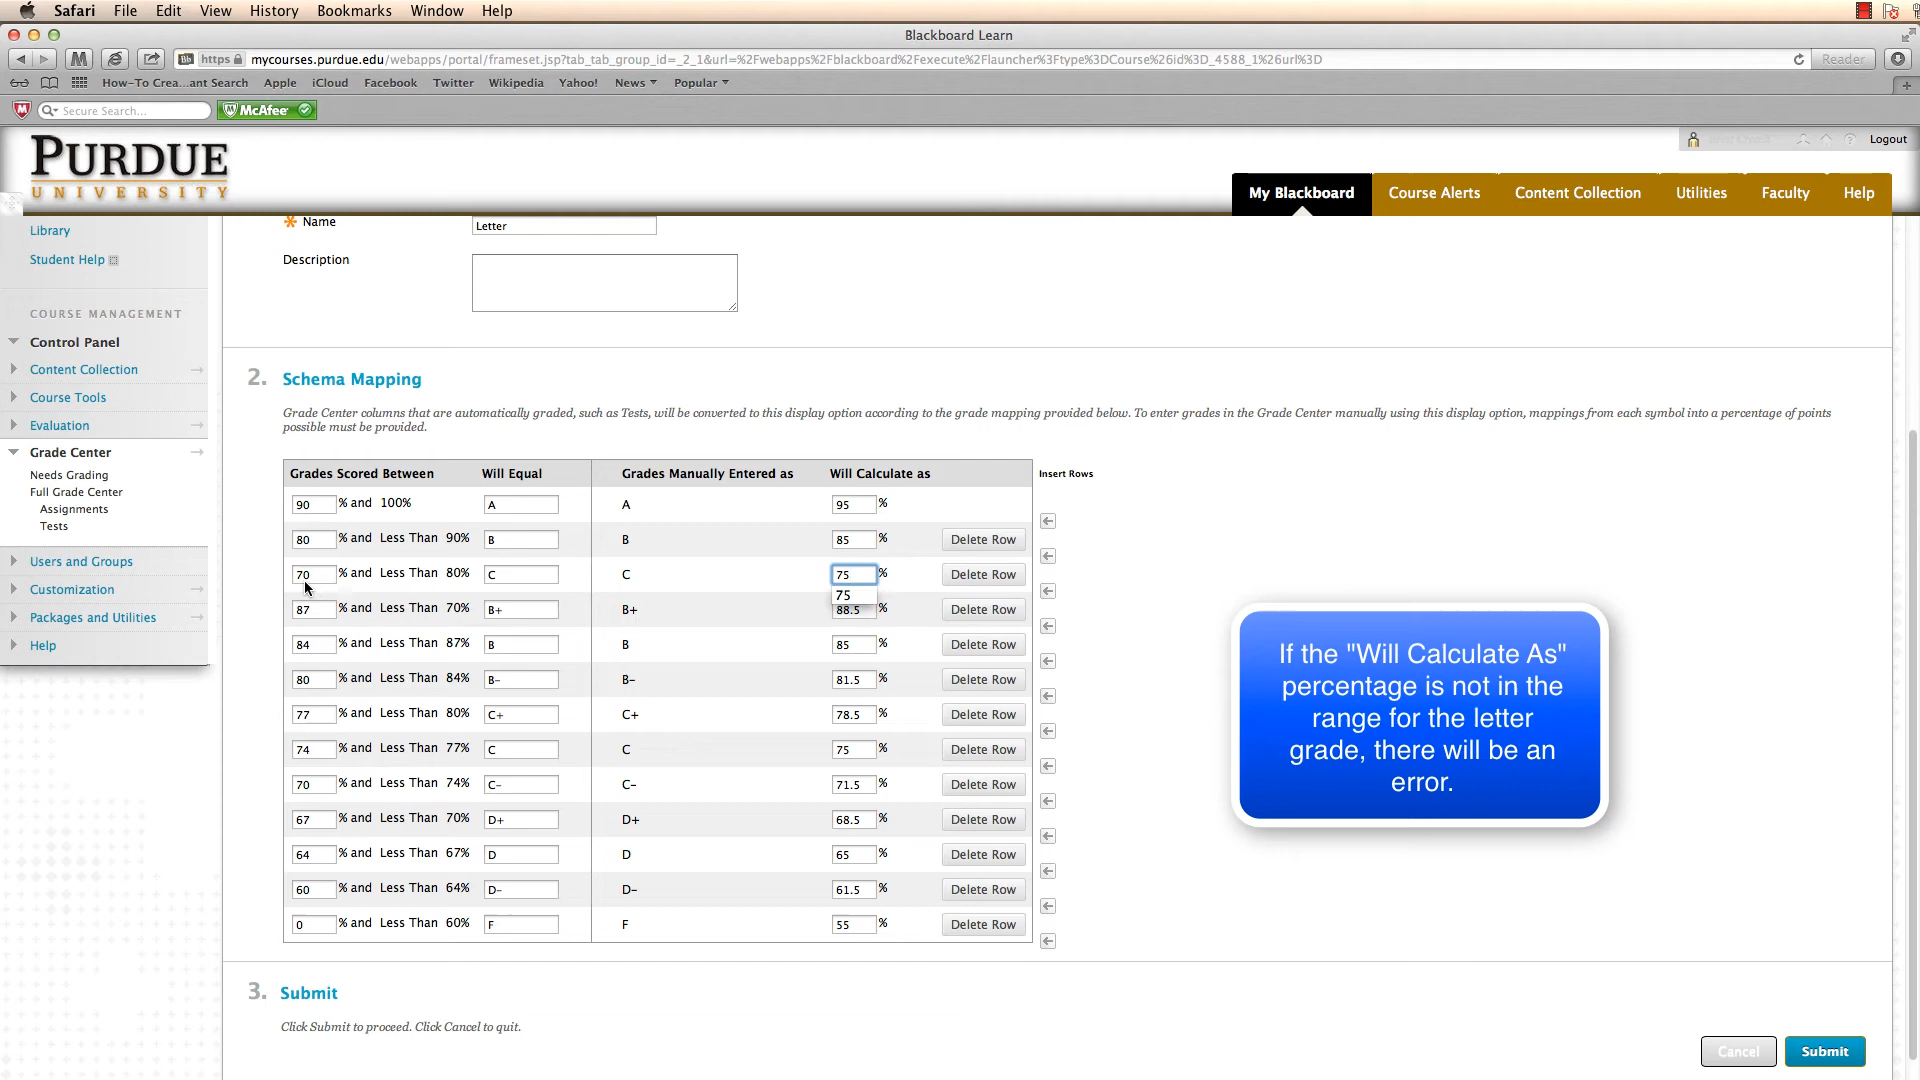 Safari File Edit View History Bookmarks Window Help
Blackboard Learn
https mycourses.purdue.edu/webapps/portal/frameset.jsp?tab_tab_group_id=_2_1&url=%2Fwebapps%2Fblackboard%2Fexecute%2Flauncher%3Ftype%3DCourse%26id%3D_4588_1%26url%3D Reader
How-To Crea...ant Search Apple iCloud Facebook Twitter Wikipedia Yahoo! News Popular
Secure Search... McAfee
PURDUE
UNIVERSITY
Logout
My Blackboard Course Alerts Content Collection Utilities Faculty Help
Library
Student Help
COURSE MANAGEMENT
Control Panel
Content Collection
Course Tools
Evaluation
Grade Center
Needs Grading
Full Grade Center
Assignments
Tests
Users and Groups
Customization
Packages and Utilities
Help
Name Letter
Description
2. Schema Mapping
Grade Center columns that are automatically graded, such as Tests, will be converted to this display option according to the grade mapping provided below. To enter grades in the Grade Center manually using this display option, mappings from each symbol into a percentage of points
possible must be provided.
Grades Scored Between Will Equal Grades Manually Entered as Will Calculate as Insert Rows
90 % and 100% A A 95 %
80 % and Less Than 90% B B 85 % Delete Row
70 % and Less Than 80% C C 75 % Delete Row
75
87 % and Less Than 70% B+ B+ 88.5 % Delete Row
84 % and Less Than 87% B B 85 % Delete Row
80 % and Less Than 84% B- B- 81.5 % Delete Row
77 % and Less Than 80% C+ C+ 78.5 % Delete Row
74 % and Less Than 77% C C 75 % Delete Row
70 % and Less Than 74% C- C- 71.5 % Delete Row
67 % and Less Than 70% D+ D+ 68.5 % Delete Row
64 % and Less Than 67% D D 65 % Delete Row
60 % and Less Than 64% D- D- 61.5 % Delete Row
0 % and Less Than 60% F F 55 % Delete Row
If the "Will Calculate As"
percentage is not in the
range for the letter
grade, there will be an
error.
3. Submit
Click Submit to proceed. Click Cancel to quit.
Cancel Submit